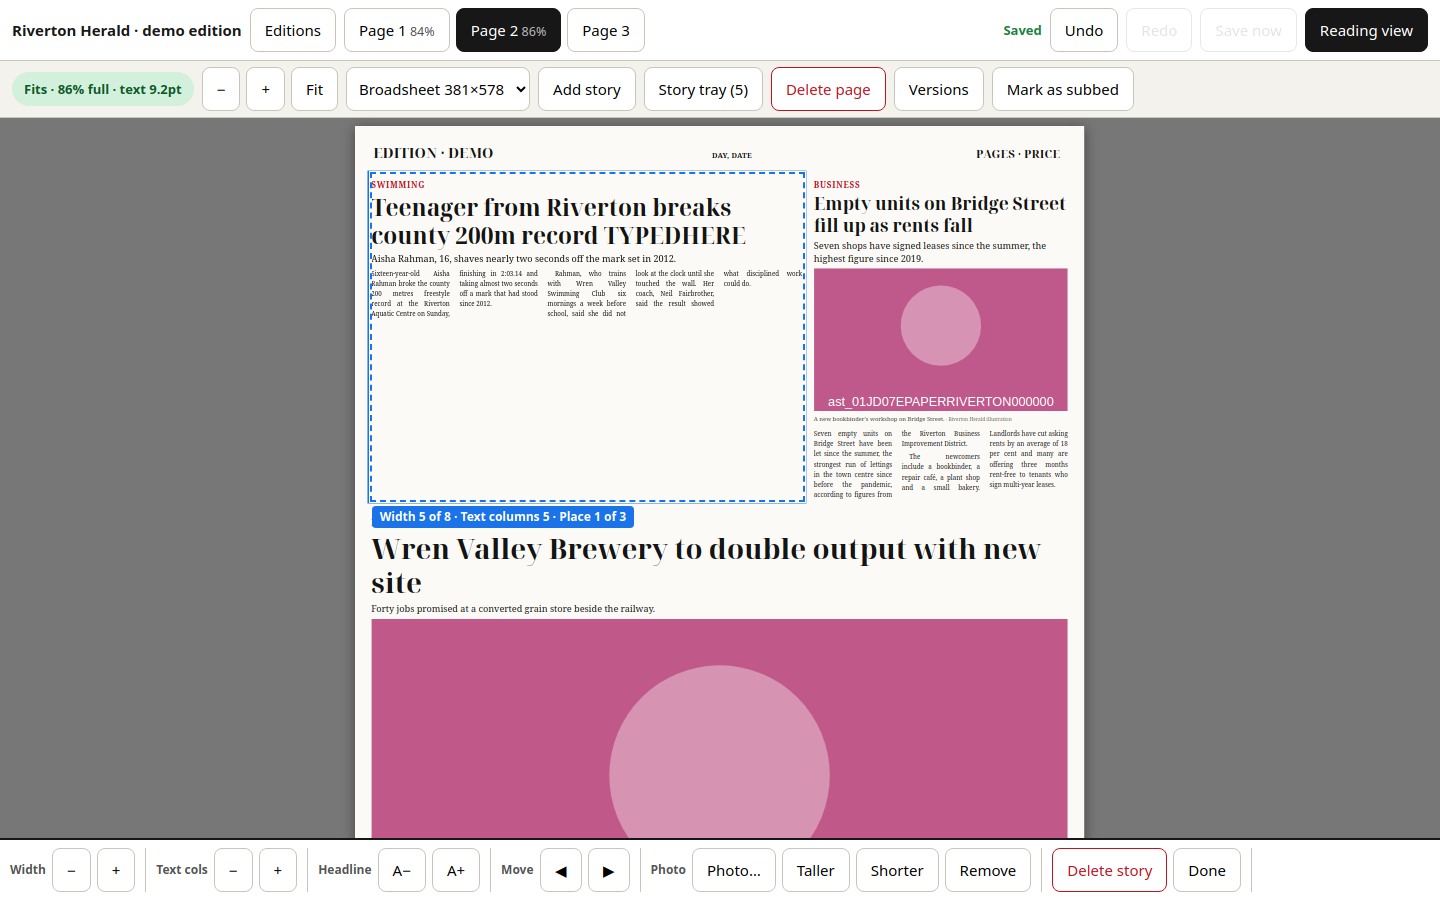 Riverton Herald · demo edition
Editions
Page 1 84%
Page 2 86%
Page 3
Saved
Undo
Redo
Save now
Reading view
Fits · 86% full · text 9.2pt
−
+
Fit
Broadsheet 381×578
Add story
Story tray (5)
Delete page
Versions
Mark as subbed
EDITION · DEMO
DAY, DATE
PAGES · PRICE
SWIMMING
Teenager from Riverton breaks
county 200m record TYPEDHERE
Aisha Rahman, 16, shaves nearly two seconds off the mark set in 2012.
Sixteen-year-old Aisha
Rahman broke the county
200 metres freestyle
record at the Riverton
Aquatic Centre on Sunday,
finishing in 2:03.14 and
taking almost two seconds
off a mark that had stood
since 2012.
Rahman, who trains
with Wren Valley
Swimming Club six
mornings a week before
school, said she did not
look at the clock until she
touched the wall. Her
coach, Neil Fairbrother,
said the result showed
what disciplined work
could do.
BUSINESS
Empty units on Bridge Street
fill up as rents fall
Seven shops have signed leases since the summer, the
highest figure since 2019.
ast_01JD07EPAPERRIVERTON000000
A new bookbinder's workshop on Bridge Street. · Riverton Herald illustration
Seven empty units on
Bridge Street have been
let since the summer, the
strongest run of lettings
in the town centre since
before the pandemic,
according to figures from
the Riverton Business
Improvement District.
The newcomers
include a bookbinder, a
repair café, a plant shop
and a small bakery.
Landlords have cut asking
rents by an average of 18
per cent and many are
offering three months
rent-free to tenants who
sign multi-year leases.
Width 5 of 8 · Text columns 5 · Place 1 of 3
Wren Valley Brewery to double output with new
site
Forty jobs promised at a converted grain store beside the railway.
Width
−
+
Text cols
−
+
Headline
A−
A+
Move
◀
▶
Photo
Photo…
Taller
Shorter
Remove
Delete story
Done